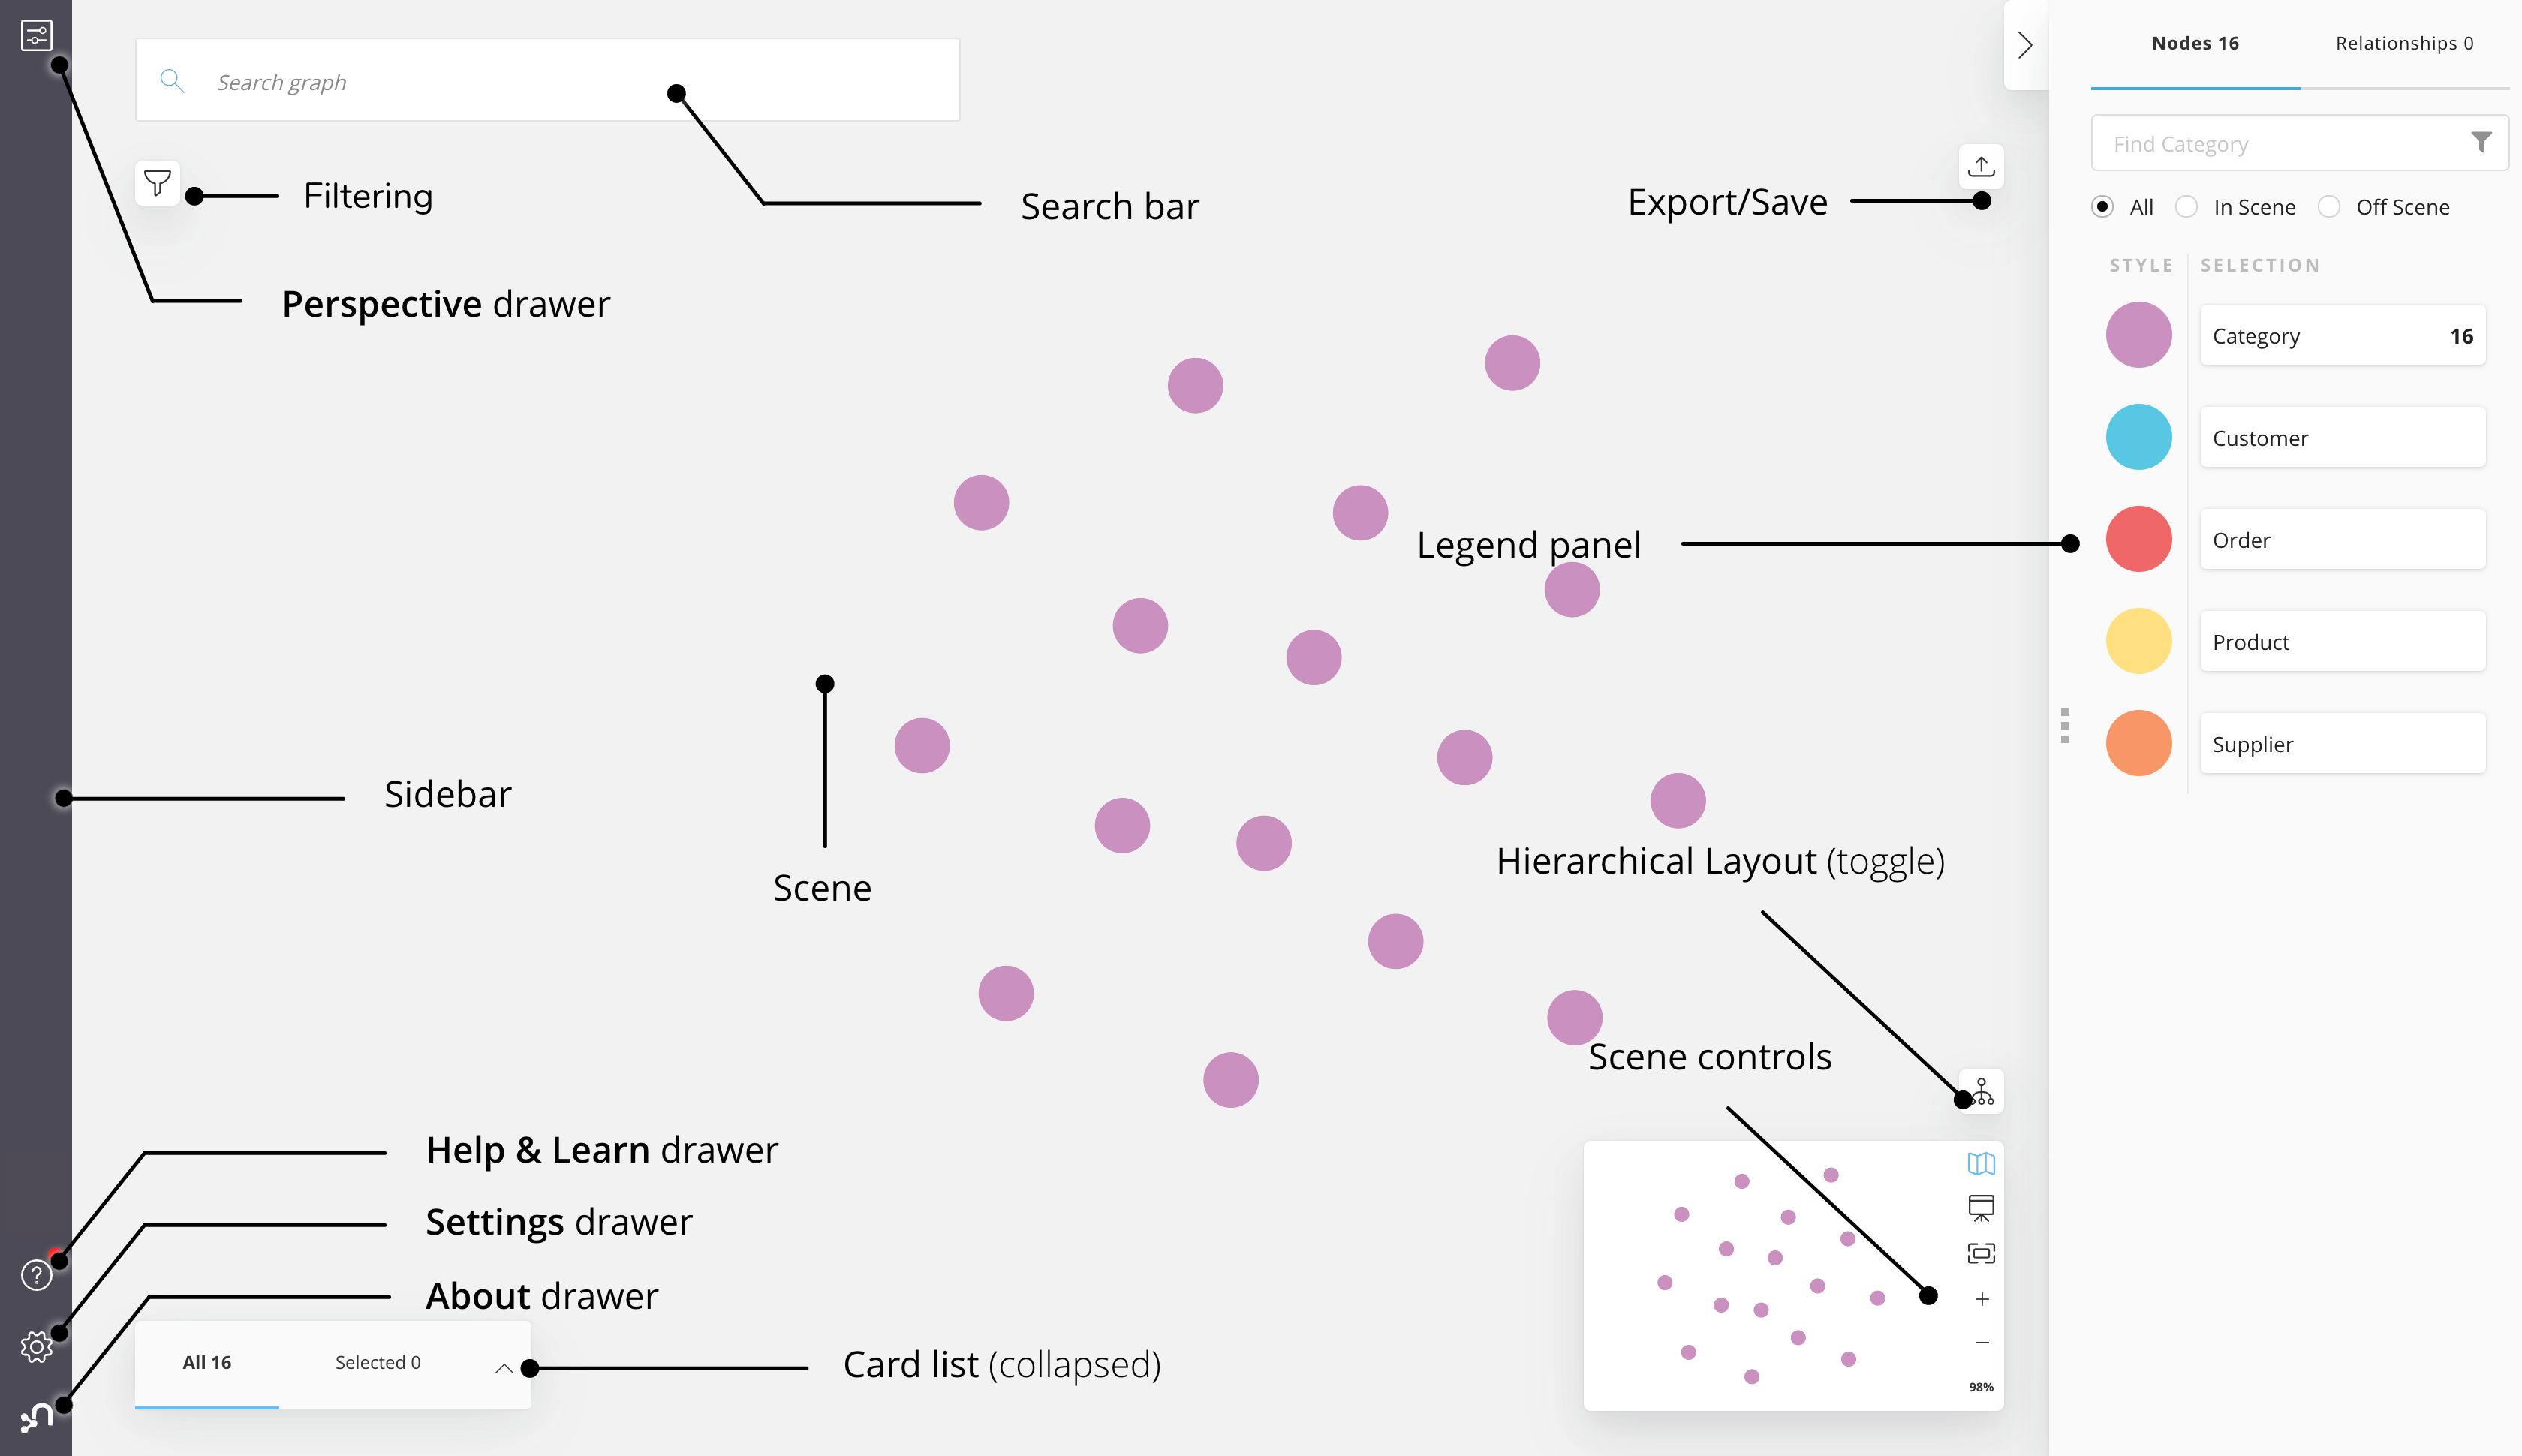 Search graph
Filtering
Search bar
Perspective drawer
Export/Save
Legend panel
Sidebar
Scene
Hierarchical Layout (toggle)
Scene controls
Help & Learn drawer
Settings drawer
About drawer
All 16
Selected 0
Card list (collapsed)
?
+
−
98%
Nodes 16
Relationships 0
Find Category
All
In Scene
Off Scene
STYLE
SELECTION
Category 16
Customer
Order
Product
Supplier